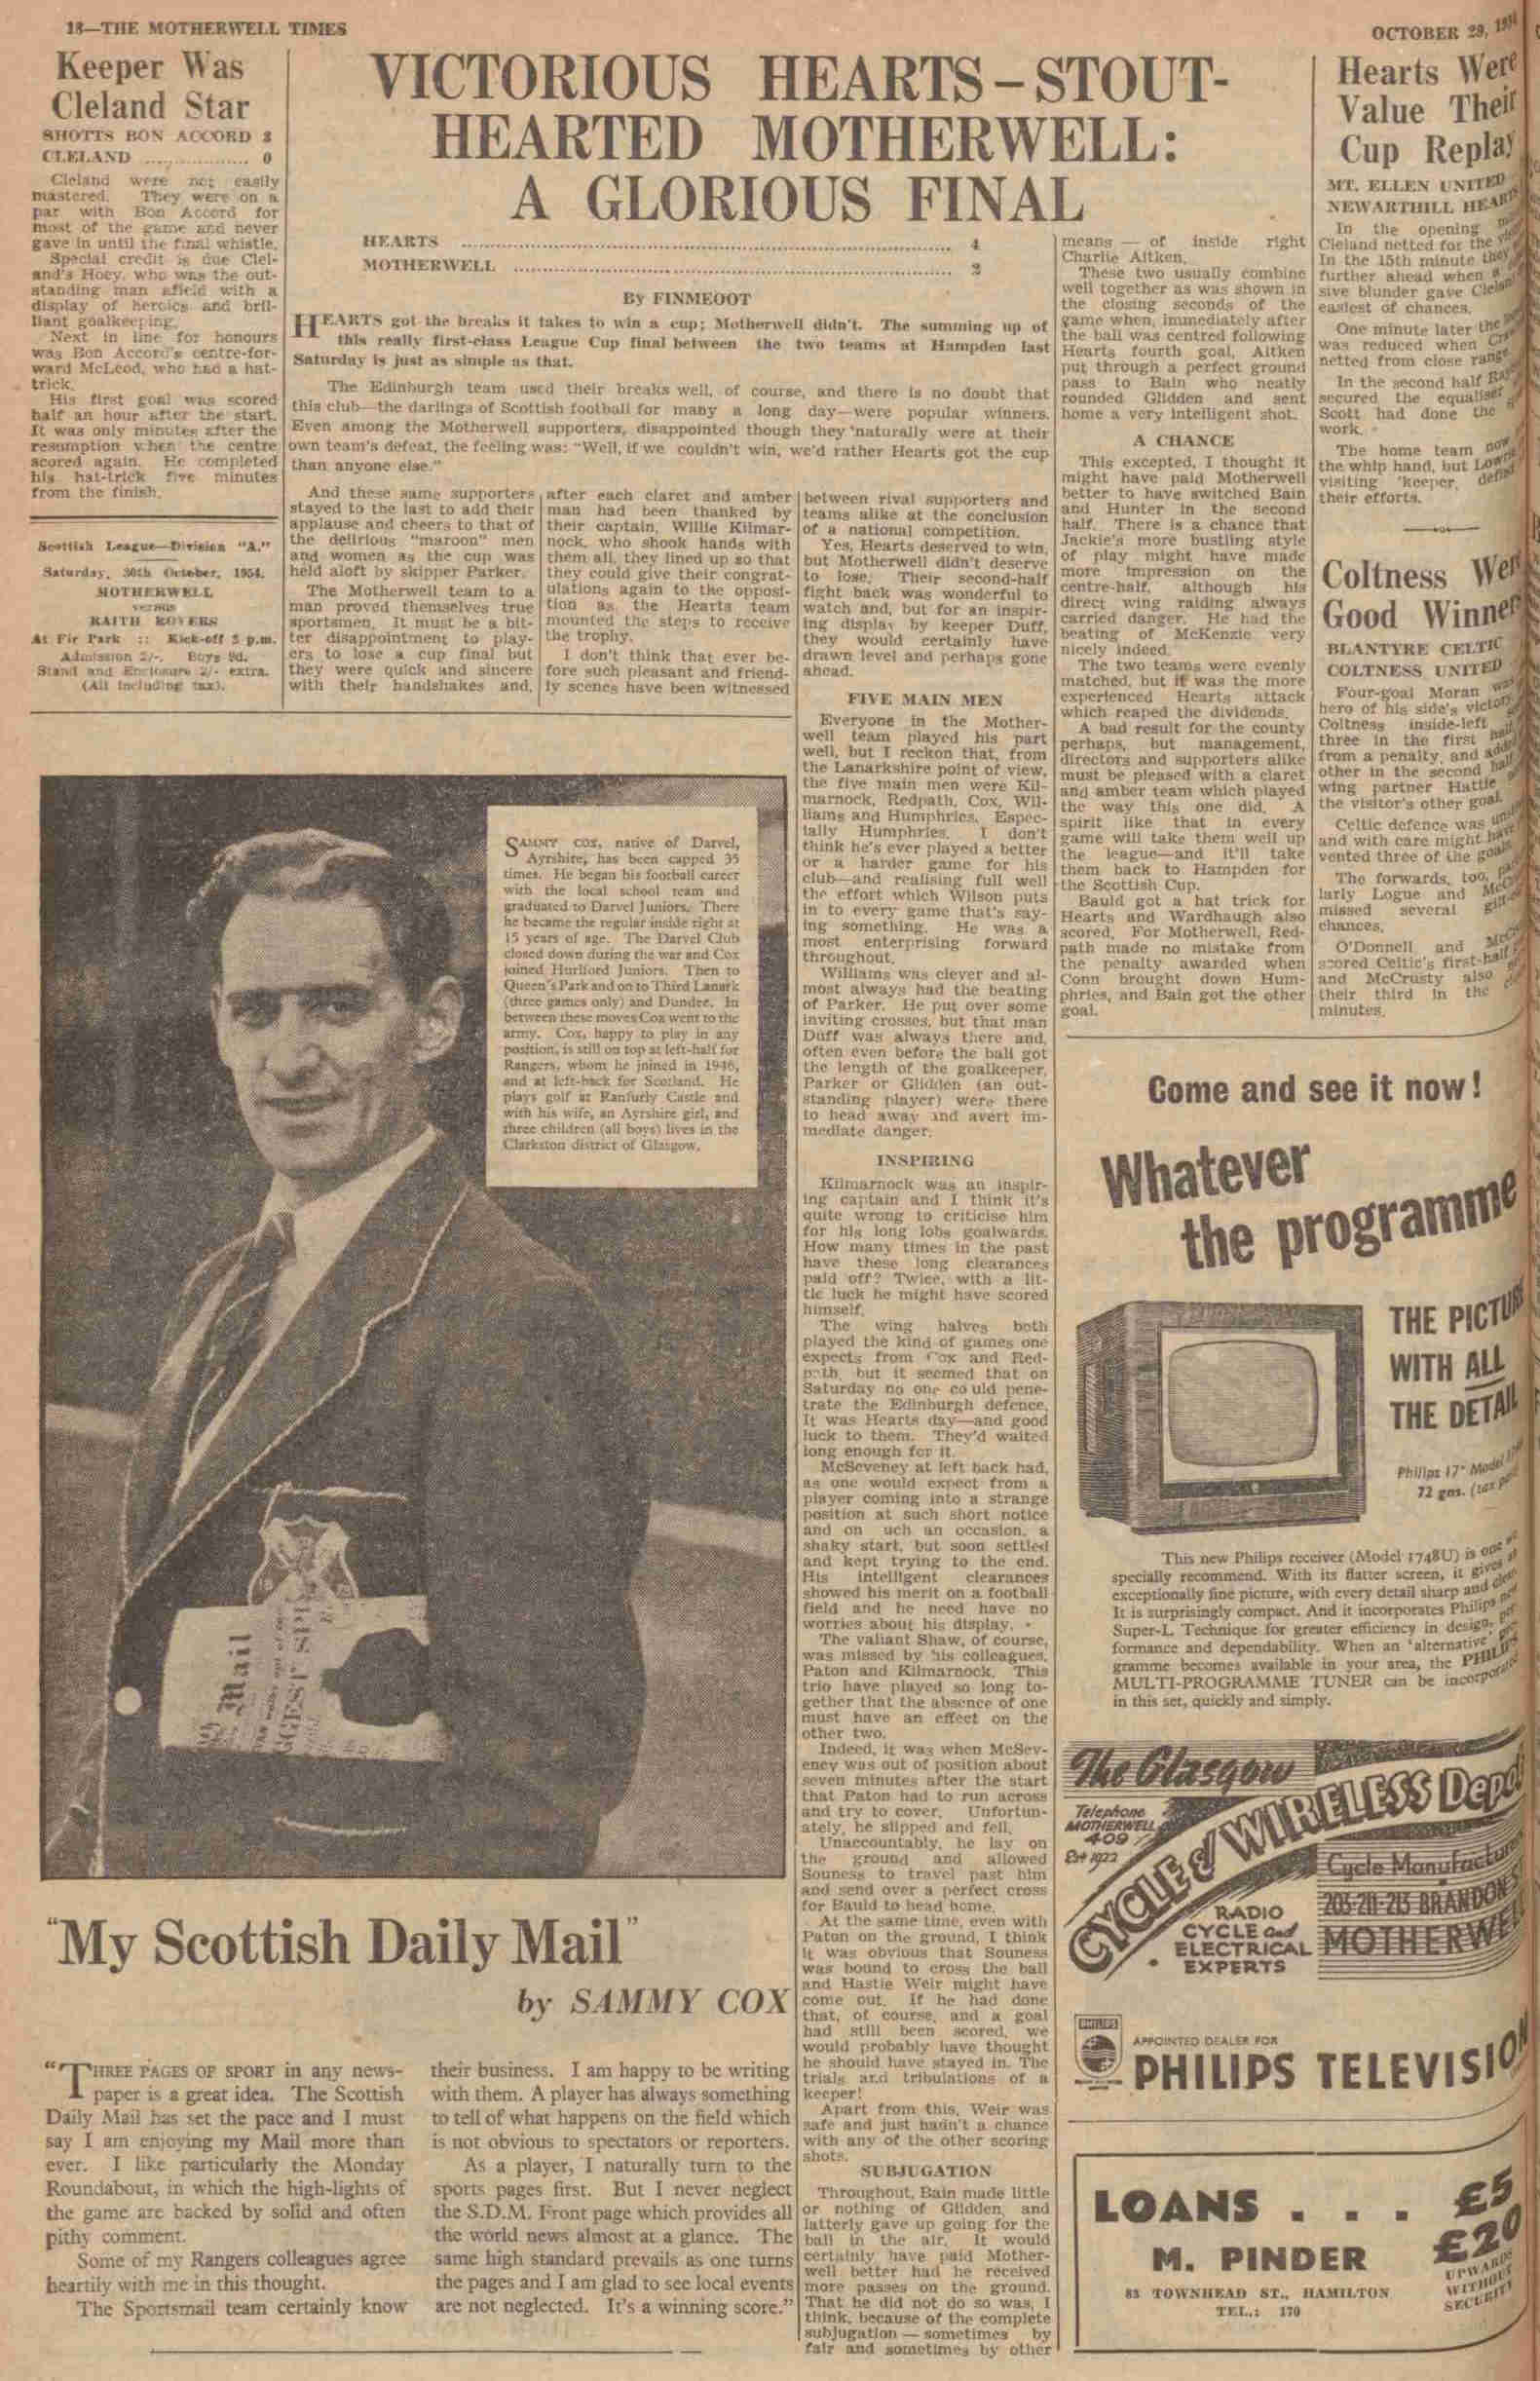 18—THE MOTHERWELL TIMES
OCTOBER 29, 1954
Keeper Was
Cleland Star
SHOTTS BON ACCORD 3
CLELAND ................ 0
Cleland were not easily
mastered. They were on a
par with Bon Accord for
most of the game and never
gave in until the final whistle.
Special credit is due Clel-
and's Hoey, who was the out-
standing man afield with a
display of heroics and bril-
liant goalkeeping.
Next in line for honours
was Bon Accord's centre-for-
ward McLeod, who had a hat-
trick.
His first goal was scored
half an hour after the start.
It was only minutes after the
resumption when the centre
scored again. He completed
his hat-trick five minutes
from the finish.
Scottish League—Division "A."
Saturday, 30th October, 1954.
MOTHERWELL
versus
RAITH ROVERS
At Fir Park :: Kick-off 3 p.m.
Admission 2/-. Boys 9d.
Stand and Enclosure 2/- extra.
(All including tax).
VICTORIOUS HEARTS – STOUT-
HEARTED MOTHERWELL:
A GLORIOUS FINAL
HEARTS ................ 4
MOTHERWELL ................ 2
By FINMEOOT
HEARTS got the breaks it takes to win a cup; Motherwell didn't. The summing up of
this really first-class League Cup final between the two teams at Hampden last
Saturday is just as simple as that.
The Edinburgh team used their breaks well, of course, and there is no doubt that
this club—the darlings of Scottish football for many a long day—were popular winners.
Even among the Motherwell supporters, disappointed though they naturally were at their
own team's defeat, the feeling was: "Well, if we couldn't win, we'd rather Hearts got the cup
than anyone else."
And these same supporters
stayed to the last to add their
applause and cheers to that of
the delirious "maroon" men
and women as the cup was
held aloft by skipper Parker.
The Motherwell team to a
man proved themselves true
sportsmen. It must be a bit-
ter disappointment to play-
ers to lose a cup final but
they were quick and sincere
with their handshakes and,
after each claret and amber
man had been thanked by
their captain, Willie Kilmar-
nock, who shook hands with
them all, they lined up so that
they could give their congrat-
ulations again to the opposi-
tion as the Hearts team
mounted the steps to receive
the trophy.
I don't think that ever be-
fore such pleasant and friend-
ly scenes have been witnessed
between rival supporters and
teams alike at the conclusion
of a national competition.
Yes, Hearts deserved to win,
but Motherwell didn't deserve
to lose. Their second-half
fight back was wonderful to
watch and, but for an inspir-
ing display by keeper Duff,
they would certainly have
drawn level and perhaps gone
ahead.
FIVE MAIN MEN
Everyone in the Mother-
well team played his part
well, but I reckon that, from
the Lanarkshire point of view,
the five main men were Kil-
marnock, Redpath, Cox, Wil-
liams and Humphries. Espec-
ially Humphries. I don't
think he's ever played a better
or a harder game for his
club—and realising full well
the effort which Wilson puts
in to every game that's say-
ing something. He was a
most enterprising forward
throughout.
Williams was clever and al-
most always had the beating
of Parker. He put over some
inviting crosses, but that man
Duff was always there and,
often even before the ball got
the length of the goalkeeper,
Parker or Glidden (an out-
standing player) were there
to head away and avert im-
mediate danger.
INSPIRING
Kilmarnock was an inspir-
ing captain and I think it's
quite wrong to criticise him
for his long lobs goalwards.
How many times in the past
have these long clearances
paid off? Twice, with a lit-
tle luck he might have scored
himself.
The wing halves both
played the kind of games one
expects from Cox and Red-
path, but it seemed that on
Saturday no one could pene-
trate the Edinburgh defence.
It was Hearts day—and good
luck to them. They'd waited
long enough for it.
McSeveney at left back had,
as one would expect from a
player coming into a strange
position at such short notice
and on uch an occasion, a
shaky start, but soon settled
and kept trying to the end.
His intelligent clearances
showed his merit on a football
field and he need have no
worries about his display.
The valiant Shaw, of course,
was missed by his colleagues,
Paton and Kilmarnock. This
trio have played so long to-
gether that the absence of one
must have an effect on the
other two.
Indeed, it was when McSev-
eney was out of position about
seven minutes after the start
that Paton had to run across
and try to cover. Unfortun-
ately, he slipped and fell.
Unaccountably, he lay on
the ground and allowed
Souness to travel past him
and send over a perfect cross
for Bauld to head home.
At the same time, even with
Paton on the ground, I think
it was obvious that Souness
was bound to cross the ball
and Hastie Weir might have
come out. If he had done
that, of course, and a goal
had still been scored, we
would probably have thought
he should have stayed in. The
trials and tribulations of a
keeper!
Apart from this, Weir was
safe and just hadn't a chance
with any of the other scoring
shots.
SUBJUGATION
Throughout, Bain made little
or nothing of Glidden, and
latterly gave up going for the
ball in the air. It would
certainly have paid Mother-
well better had he received
more passes on the ground.
That he did not do so was, I
think, because of the complete
subjugation — sometimes by
fair and sometimes by other
means — of inside right
Charlie Aitken.
These two usually combine
well together as was shown in
the closing seconds of the
game when, immediately after
the ball was centred following
Hearts fourth goal, Aitken
put through a perfect ground
pass to Bain who neatly
rounded Glidden and sent
home a very intelligent shot.
A CHANCE
This excepted, I thought it
might have paid Motherwell
better to have switched Bain
and Hunter in the second
half. There is a chance that
Jackie's more bustling style
of play might have made
more impression on the
centre-half, although his
direct wing raiding always
carried danger. He had the
beating of McKenzie very
nicely indeed.
The two teams were evenly
matched, but it was the more
experienced Hearts attack
which reaped the dividends.
A bad result for the county
perhaps, but management,
directors and supporters alike
must be pleased with a claret
and amber team which played
the way this one did. A
spirit like that in every
game will take them well up
the league—and it'll take
them back to Hampden for
the Scottish Cup.
Bauld got a hat trick for
Hearts and Wardhaugh also
scored. For Motherwell, Red-
path made no mistake from
the penalty awarded when
Conn brought down Hum-
phries, and Bain got the other
goal.
Hearts Were
Value Their
Cup Replay
MT. ELLEN UNITED
NEWARTHILL HEARTS
In the opening
Cleland netted for the
In the 15th minute they
further ahead when a
sive blunder gave Cleland
easiest of chances.
One minute later the
was reduced when
netted from close range.
In the second half
secured the equaliser
Scott had done the
work.
The home team now
the whip hand, but Lowrie
visiting 'keeper, defied
their efforts.
Coltness Were
Good Winners
BLANTYRE CELTIC
COLTNESS UNITED
Four-goal Moran was
hero of his side's victory
Coltness inside-left
three in the first half
from a penalty, and added
other in the second half
wing partner Hattie
the visitor's other goal.
Celtic defence was
and with care might have
vented three of the goals
The forwards, too,
larly Logue and
missed several
chances.
O'Donnell and
scored Celtic's first-half
and McCrusty also
their third in the
minutes.
SAMMY COX, native of Darvel,
Ayrshire, has been capped 35
times. He began his football career
with the local school team and
graduated to Darvel Juniors. There
he became the regular inside right at
15 years of age. The Darvel Club
closed down during the war and Cox
joined Hurlford Juniors. Then to
Queen's Park and on to Third Lanark
(three games only) and Dundee. In
between these moves Cox went to the
army. Cox, happy to play in any
position, is still on top at left-half for
Rangers, whom he joined in 1946,
and at left-back for Scotland. He
plays golf at Ranfurly Castle and
with his wife, an Ayrshire girl, and
three children (all boys) lives in the
Clarkston district of Glasgow.
Mail
"My Scottish Daily Mail"
by SAMMY COX
"THREE PAGES OF SPORT in any news-
paper is a great idea. The Scottish
Daily Mail has set the pace and I must
say I am enjoying my Mail more than
ever. I like particularly the Monday
Roundabout, in which the high-lights of
the game are backed by solid and often
pithy comment.
Some of my Rangers colleagues agree
heartily with me in this thought.
The Sportsmail team certainly know
their business. I am happy to be writing
with them. A player has always something
to tell of what happens on the field which
is not obvious to spectators or reporters.
As a player, I naturally turn to the
sports pages first. But I never neglect
the S.D.M. Front page which provides all
the world news almost at a glance. The
same high standard prevails as one turns
the pages and I am glad to see local events
are not neglected. It's a winning score."
Come and see it now!
Whatever
the programme
THE PICTURE
WITH ALL
THE DETAIL
Philips 17" Model
72 gns. (tax paid)
This new Philips receiver (Model 1748U) is one we
specially recommend. With its flatter screen, it gives an
exceptionally fine picture, with every detail sharp and clear.
It is surprisingly compact. And it incorporates Philips new
Super-L Technique for greater efficiency in design, per-
formance and dependability. When an 'alternative' pro-
gramme becomes available in your area, the PHILIPS
MULTI-PROGRAMME TUNER can be incorporated
in this set, quickly and simply.
The Glasgow
CYCLE & WIRELESS Depot
Telephone
MOTHERWELL
409
Est 1922
RADIO
CYCLE and
ELECTRICAL
EXPERTS
Cycle Manufacturers
203-211-213 BRANDON ST
MOTHERWELL
PHILIPS
APPOINTED DEALER FOR
PHILIPS TELEVISION
LOANS . . . £5
£20
M. PINDER
UPWARDS
WITHOUT
SECURITY
83 TOWNHEAD ST., HAMILTON
TEL.: 170